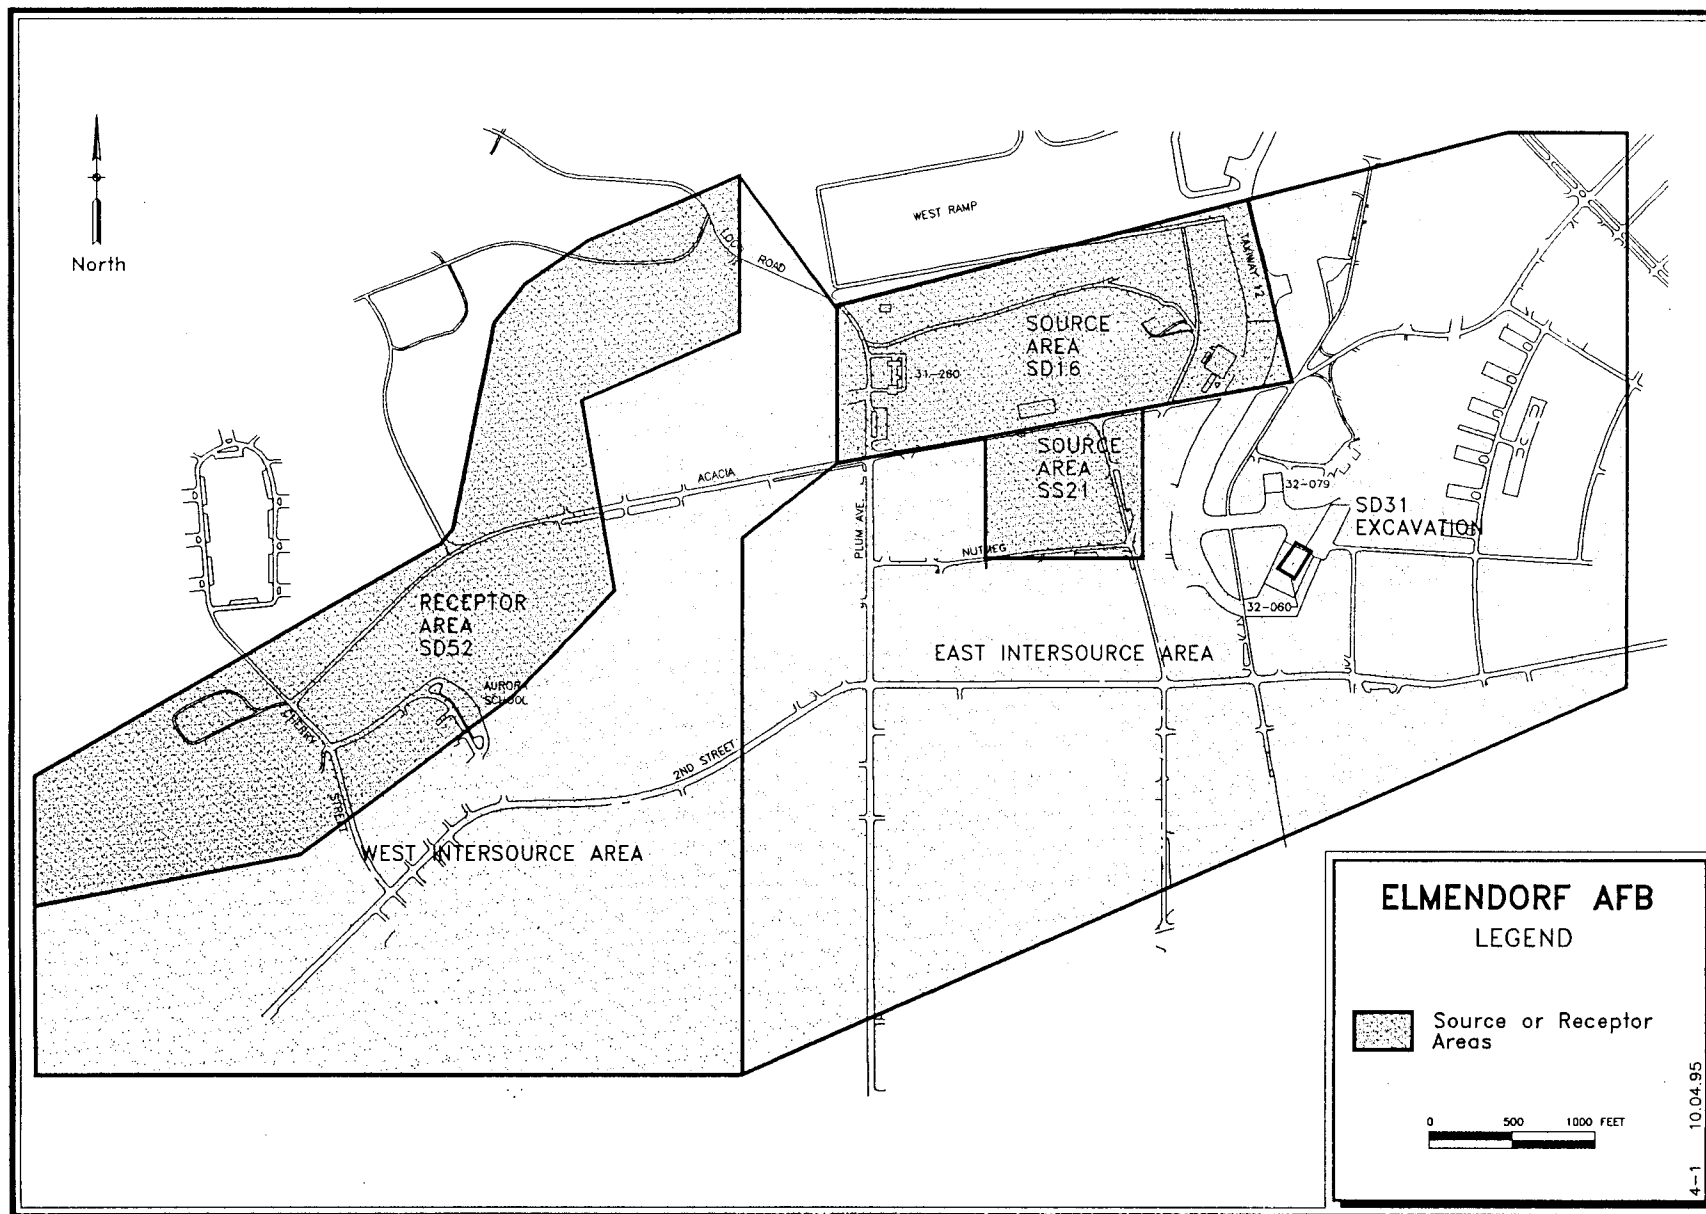 North
WEST RAMP
LOOP
ROAD
TAXIWAY 12
SOURCE
AREA
SD16
31-280
SOURCE
AREA
SS21
ACACIA
PLUM AVE.
NUTMEG
32-079
SD31
EXCAVATION
32-060
RECEPTOR
AREA
SD52
EAST INTERSOURCE AREA
AURORA
SCHOOL
CHERRY
STREET
2ND STREET
WEST INTERSOURCE AREA
ELMENDORF AFB
LEGEND
Source or Receptor
Areas
0 500 1000 FEET
4-1 10.04.95